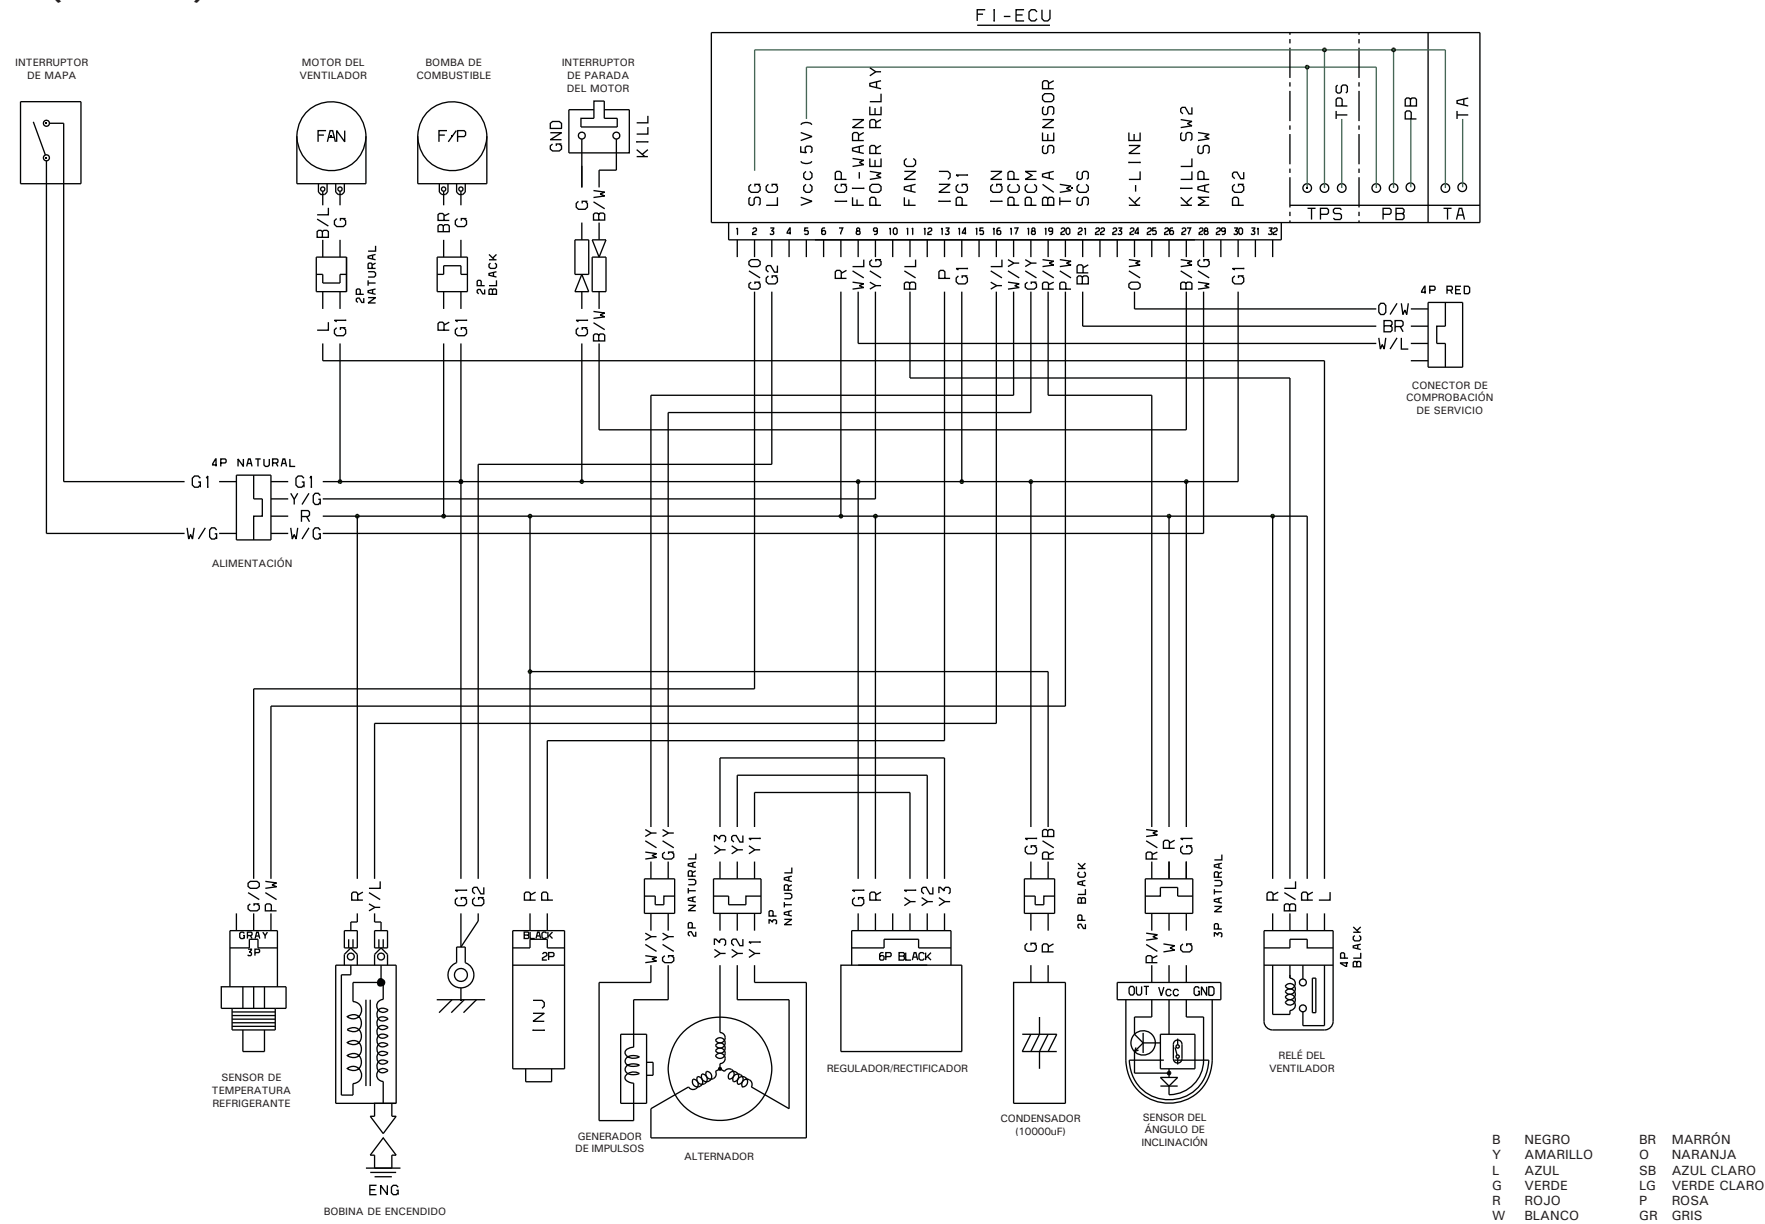 FI-ECU
INTERRUPTOR
DE MAPA
MOTOR DEL
VENTILADOR
BOMBA DE
COMBUSTIBLE
INTERRUPTOR
DE PARADA
DEL MOTOR
FAN
F/P
GND
KILL
SG
LG
Vcc(5V)
IGP
FI-WARN
POWER RELAY
FANC
INJ
PG1
IGN
PCP
PCM
B/A SENSOR
TW
SCS
K-LINE
KILL SW2
MAP SW
PG2
TPS
PB
TA
TPS PB TA
1 2 3 4 5 6 7 8 9 10 11 12 13 14 15 16 17 18 19 20 21 22 23 24 25 26 27 28 29 30 31 32
B/L G
BR G
G B/W
2P
NATURAL
2P
BLACK
L G1
R G1
G1 B/W
G/O G2 R W/L Y/G B/L P G1 Y/L W/Y G/Y R/W P/W BR O/W B/W W/G G1
4P RED
O/W
BR
W/L
CONECTOR DE
COMPROBACIÓN
DE SERVICIO
4P NATURAL
G1 G1
Y/G
R
W/G W/G
ALIMENTACIÓN
G/O P/W
R Y/L
G1 G2
R P
W/Y G/Y
Y3 Y2 Y1
G1 R Y1 Y2 Y3
G1 R/B
R/W R G1
R B/L R L
2P NATURAL
3P
NATURAL
2P BLACK
3P NATURAL
4P
BLACK
GRAY
3P
BLACK
2P
W/Y G/Y
Y3 Y2 Y1
6P BLACK
G R
R/W W G
OUT Vcc GND
INJ
SENSOR DE
TEMPERATURA
REFRIGERANTE
ENG
BOBINA DE ENCENDIDO
GENERADOR
DE IMPULSOS
ALTERNADOR
REGULADOR/RECTIFICADOR
CONDENSADOR
(10000uF)
SENSOR DEL
ÁNGULO DE
INCLINACIÓN
RELÉ DEL
VENTILADOR
B NEGRO BR MARRÓN
Y AMARILLO O NARANJA
L AZUL SB AZUL CLARO
G VERDE LG VERDE CLARO
R ROJO P ROSA
W BLANCO GR GRIS